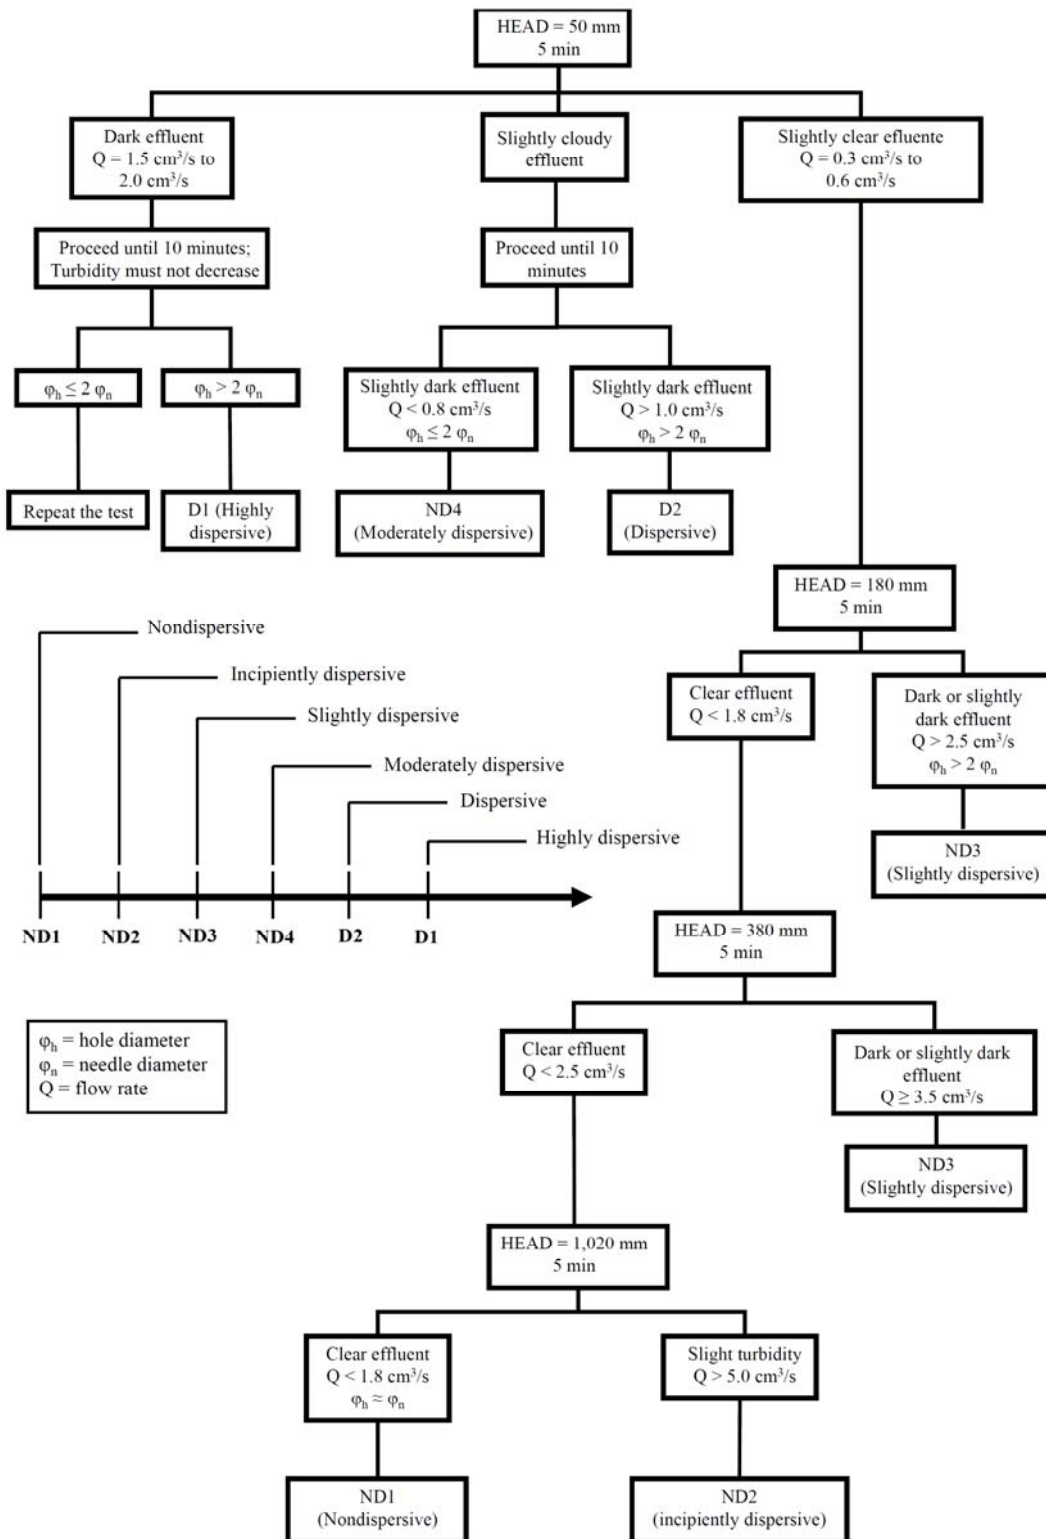 HEAD = 50 mm
5 min
Dark effluent
Q = 1.5 cm³/s to
2.0 cm³/s
Slightly cloudy
effluent
Slightly clear efluente
Q = 0.3 cm³/s to
0.6 cm³/s
Proceed until 10 minutes;
Turbidity must not decrease
Proceed until 10
minutes
φh ≤ 2 φn
φh > 2 φn
Slightly dark effluent
Q < 0.8 cm³/s
φh ≤ 2 φn
Slightly dark effluent
Q > 1.0 cm³/s
φh > 2 φn
Repeat the test
D1 (Highly
dispersive)
ND4
(Moderately dispersive)
D2
(Dispersive)
HEAD = 180 mm
5 min
Clear effluent
Q < 1.8 cm³/s
Dark or slightly
dark effluent
Q > 2.5 cm³/s
φh > 2 φn
ND3
(Slightly dispersive)
Nondispersive
Incipiently dispersive
Slightly dispersive
Moderately dispersive
Dispersive
Highly dispersive
ND1 ND2 ND3 ND4 D2 D1
HEAD = 380 mm
5 min
φh = hole diameter
φn = needle diameter
Q = flow rate
Clear effluent
Q < 2.5 cm³/s
Dark or slightly dark
effluent
Q ≥ 3.5 cm³/s
ND3
(Slightly dispersive)
HEAD = 1,020 mm
5 min
Clear effluent
Q < 1.8 cm³/s
φh ≈ φn
Slight turbidity
Q > 5.0 cm³/s
ND1
(Nondispersive)
ND2
(incipiently dispersive)